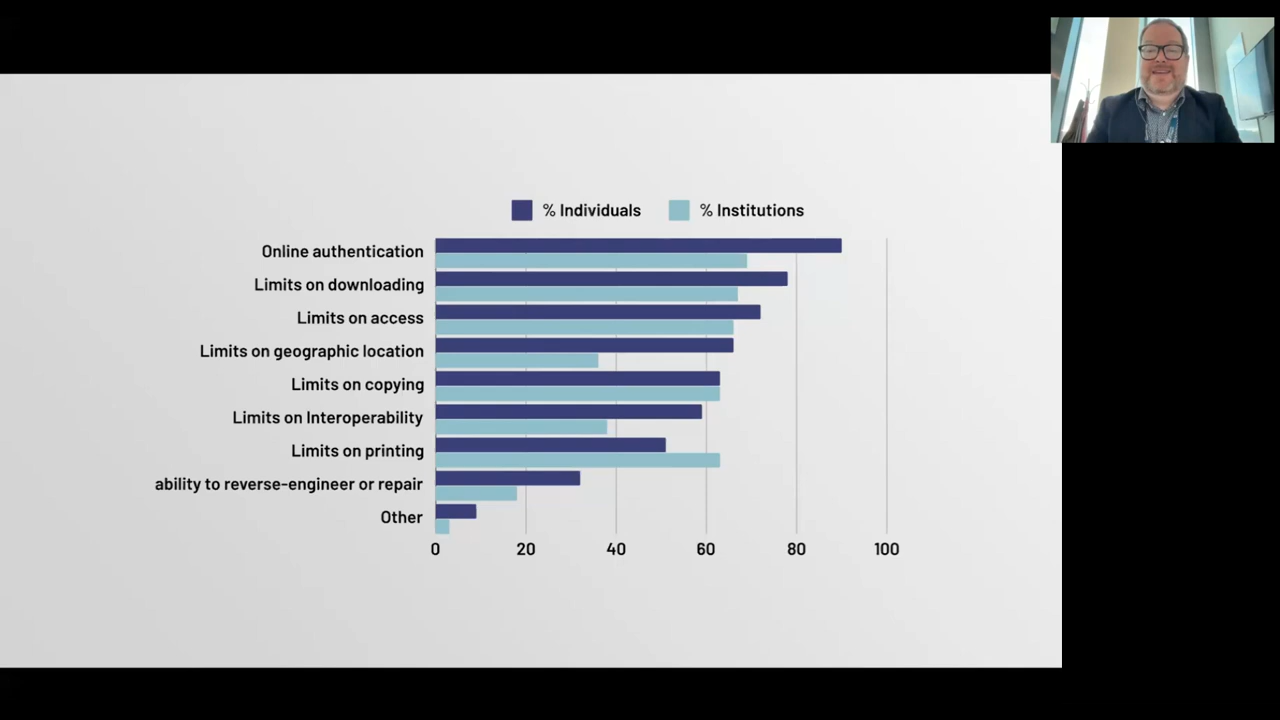 % Individuals % Institutions
Online authentication
Limits on downloading
Limits on access
Limits on geographic location
Limits on copying
Limits on Interoperability
Limits on printing
ability to reverse-engineer or repair
Other
0 20 40 60 80 100